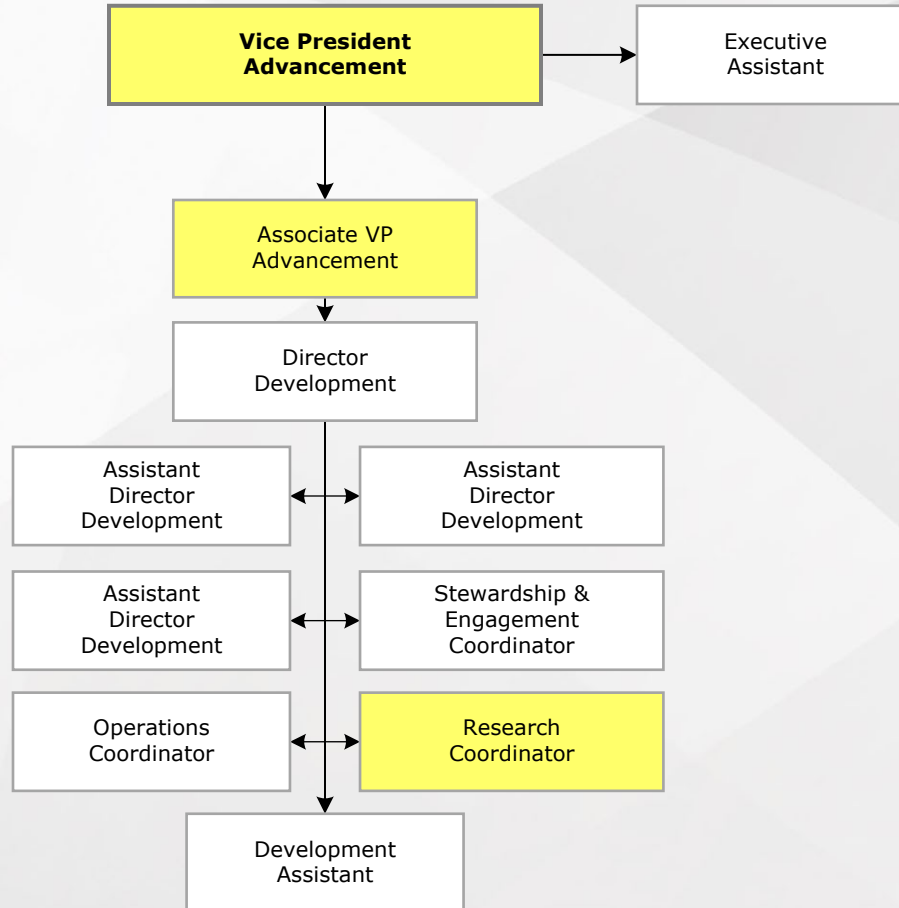 Vice President
Advancement
Executive
Assistant
Associate VP
Advancement
Director
Development
Assistant
Director
Development
Assistant
Director
Development
Assistant
Director
Development
Stewardship &
Engagement
Coordinator
Operations
Coordinator
Research
Coordinator
Development
Assistant